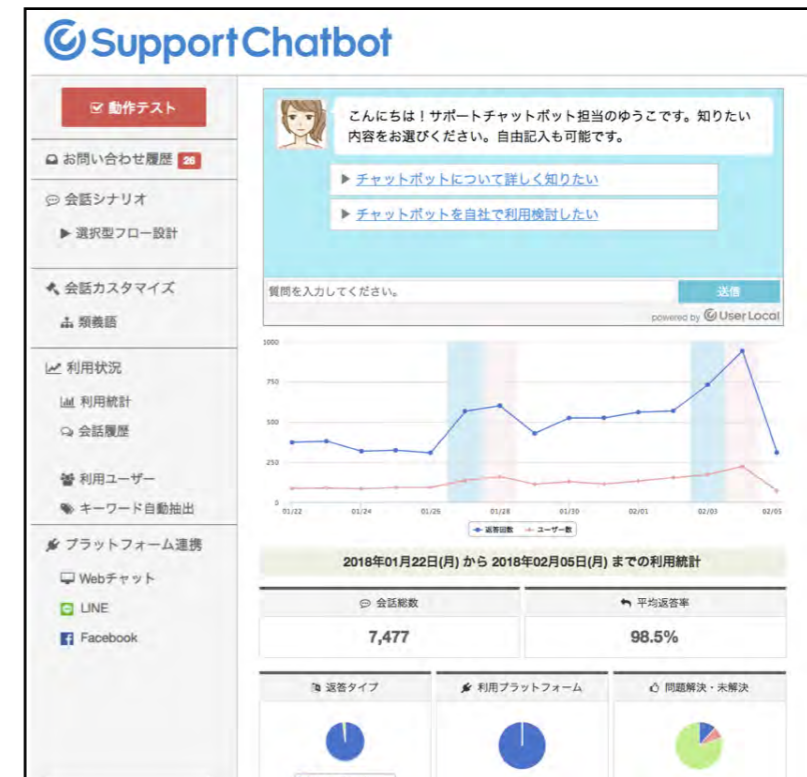 SupportChatbot
動作テスト
お問い合わせ履歴 26
会話シナリオ
▶ 選択型フロー設計
会話カスタマイズ
類義語
利用状況
利用統計
会話履歴
利用ユーザー
キーワード自動抽出
プラットフォーム連携
Webチャット
LINE
Facebook
こんにちは！サポートチャットボット担当のゆうこです。知りたい
内容をお選びください。自由記入も可能です。
▶ チャットボットについて詳しく知りたい
▶ チャットボットを自社で利用検討したい
質問を入力してください。
送信
powered by User Local
1000
750
500
250
0
01/22 01/24 01/26 01/28 01/30 02/01 02/03 02/05
返答回数 ユーザー数
2018年01月22日(月) から 2018年02月05日(月) までの利用統計
会話総数
7,477
平均返答率
98.5%
返答タイプ
利用プラットフォーム
問題解決・未解決